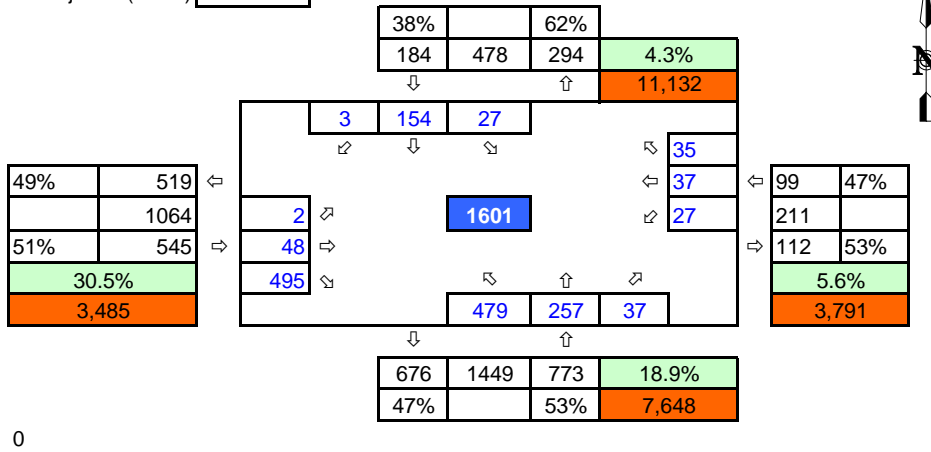 38% 62%
184 478 294 4.3%
⇩ ⇧ 11,132
3 154 27
⬃ ⇩ ⬂ ⬁ 35
49% 519 ⇦ ⇦ 37 ⇦ 99 47%
1064 2 ⬀ 1601 ⬃ 27 211
51% 545 ⇨ 48 ⇨ ⇨ 112 53%
30.5% 495 ⬂ ⬁ ⇧ ⬀ 5.6%
3,485 479 257 37 3,791
⇩ ⇧
676 1449 773 18.9%
47% 53% 7,648
0
N